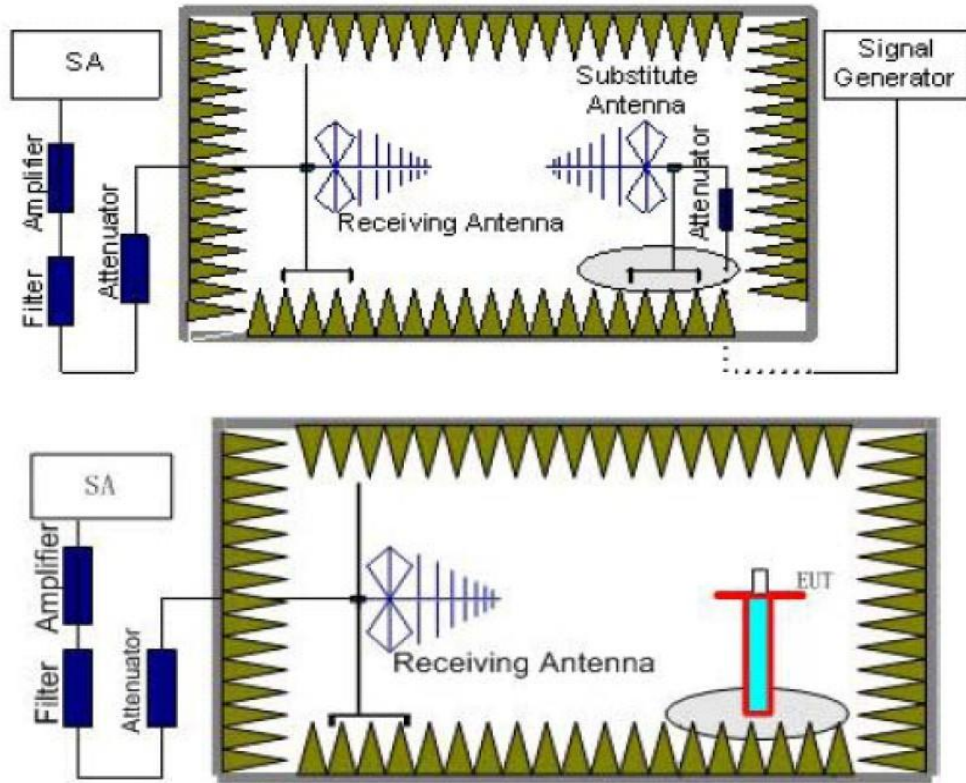 SA
Signal
Generator
Substitute
Antenna
Amplifier
Attenuator
Attenuator
Receiving Antenna
Filter
SA
Amplifier
EUT
Receiving Antenna
Filter
Attenuator